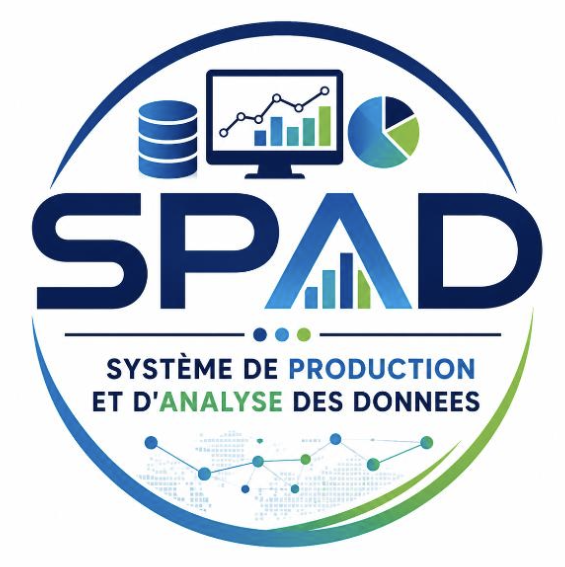 SPAD
SYSTÈME DE PRODUCTION
ET D'ANALYSE DES DONNEES